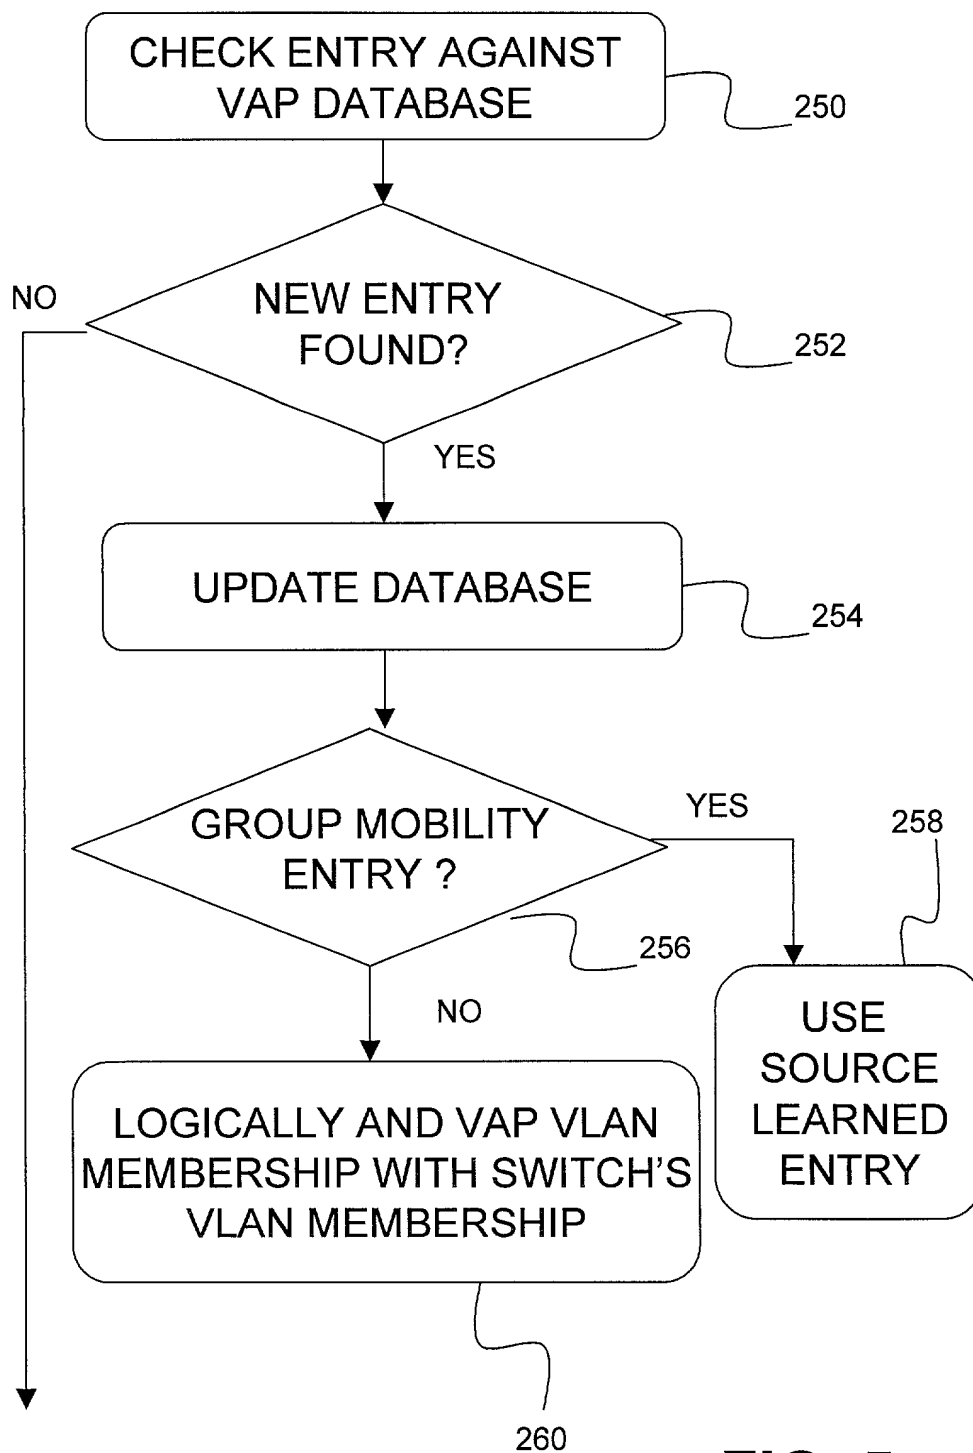 CHECK ENTRY AGAINST
VAP DATABASE
250
NO
NEW ENTRY
FOUND?
252
YES
UPDATE DATABASE
254
GROUP MOBILITY
ENTRY ?
YES
258
256
NO
USE
SOURCE
LEARNED
ENTRY
LOGICALLY AND VAP VLAN
MEMBERSHIP WITH SWITCH'S
VLAN MEMBERSHIP
260